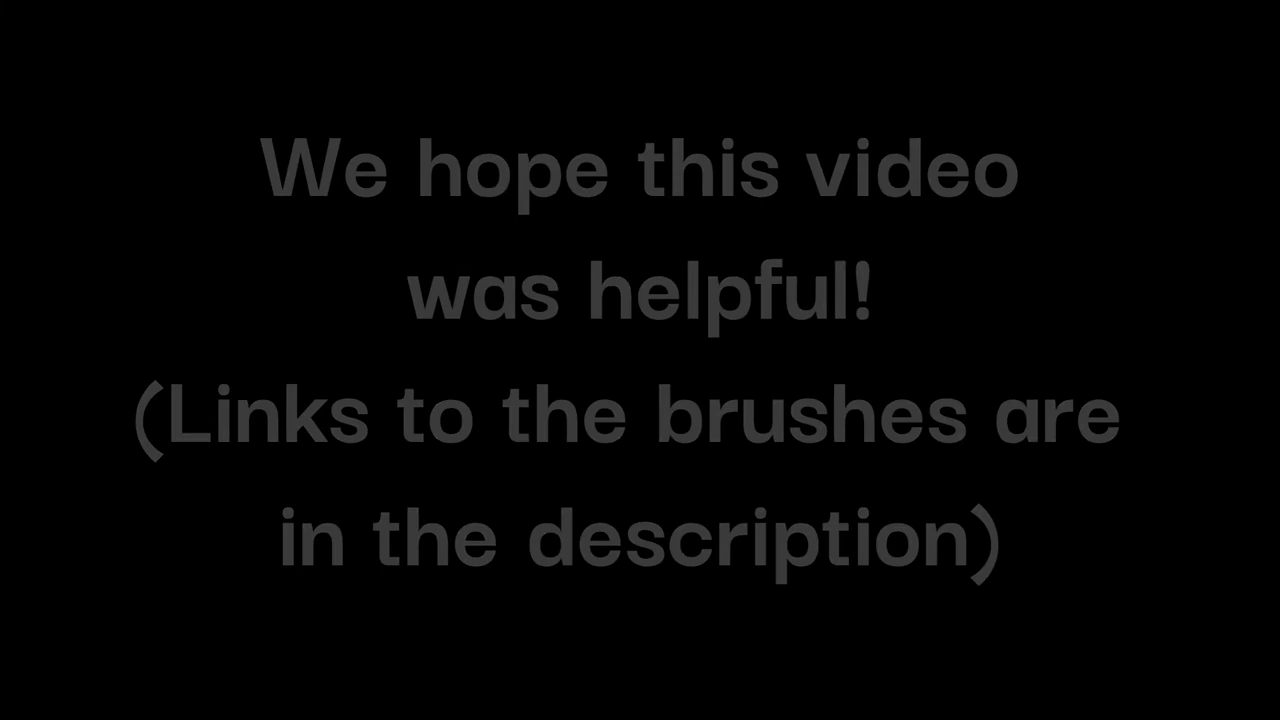 We hope this video
was helpful!
(Links to the brushes are
in the description)